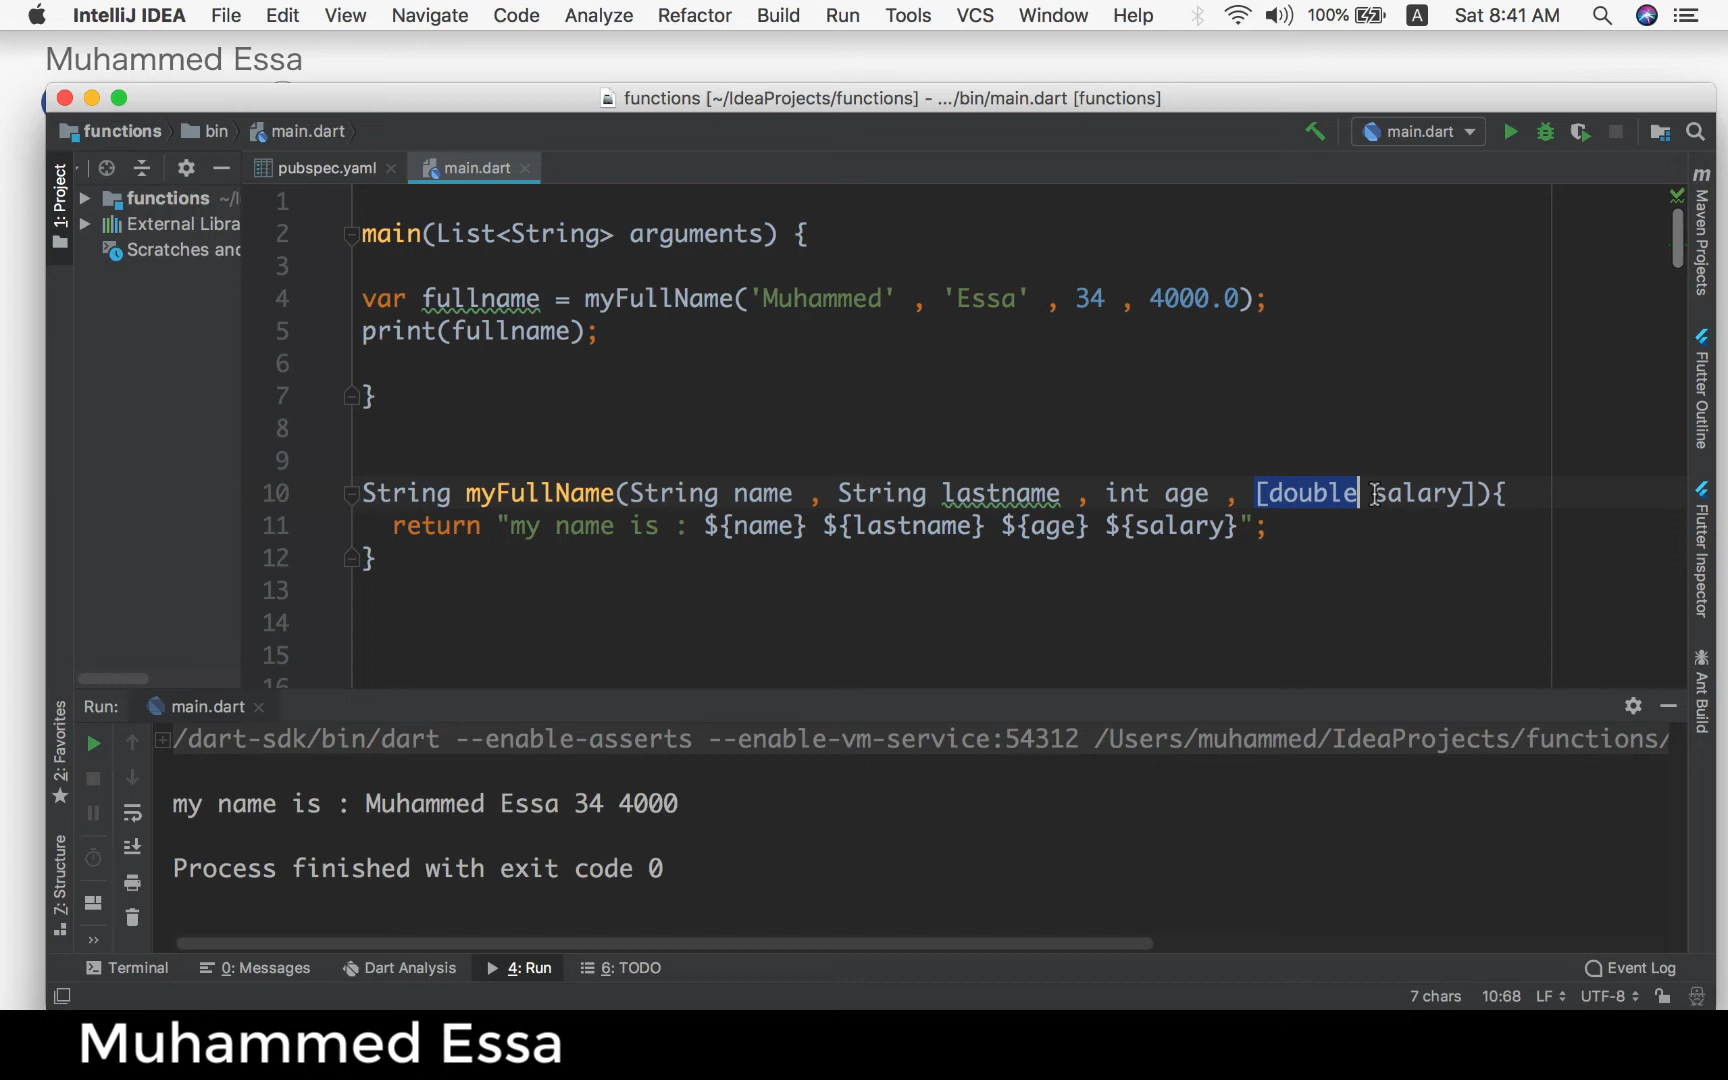 IntelliJ IDEA File Edit View Navigate Code Analyze Refactor Build Run Tools VCS Window Help 100% A Sat 8:41 AM
Muhammed Essa
functions [~/IdeaProjects/functions] - .../bin/main.dart [functions]
functions bin main.dart
main.dart
pubspec.yaml main.dart
1: Project
functions ~/I
External Libra
Scratches and
1
2 main(List<String> arguments) {
3
4 var fullname = myFullName('Muhammed' , 'Essa' , 34 , 4000.0);
5 print(fullname);
6
7 }
8
9
10 String myFullName(String name , String lastname , int age , [double salary]){
11 return "my name is : ${name} ${lastname} ${age} ${salary}";
12 }
13
14
15
16
m Maven Projects
Flutter Outline
Flutter Inspector
Ant Build
Run: main.dart
/dart-sdk/bin/dart --enable-asserts --enable-vm-service:54312 /Users/muhammed/IdeaProjects/functions/
my name is : Muhammed Essa 34 4000
Process finished with exit code 0
2: Favorites
Z: Structure
Terminal 0: Messages Dart Analysis 4: Run 6: TODO Event Log
7 chars 10:68 LF UTF-8
Muhammed Essa